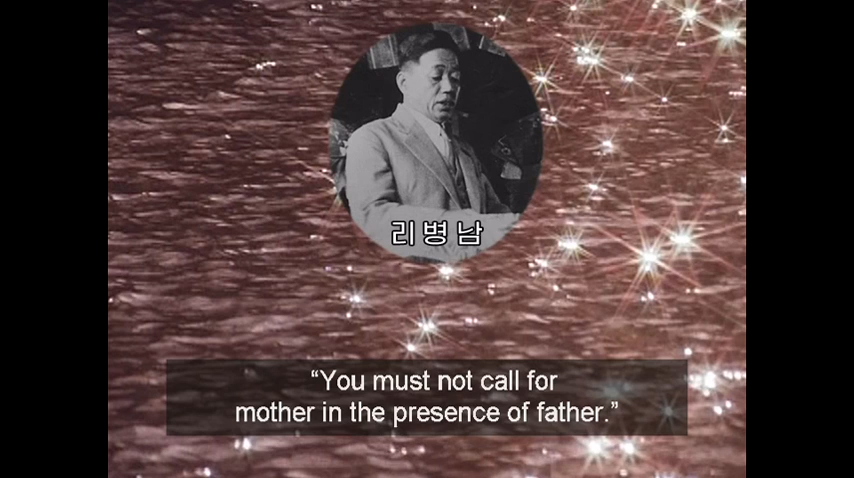 리병남
“You must not call for
mother in the presence of father.”